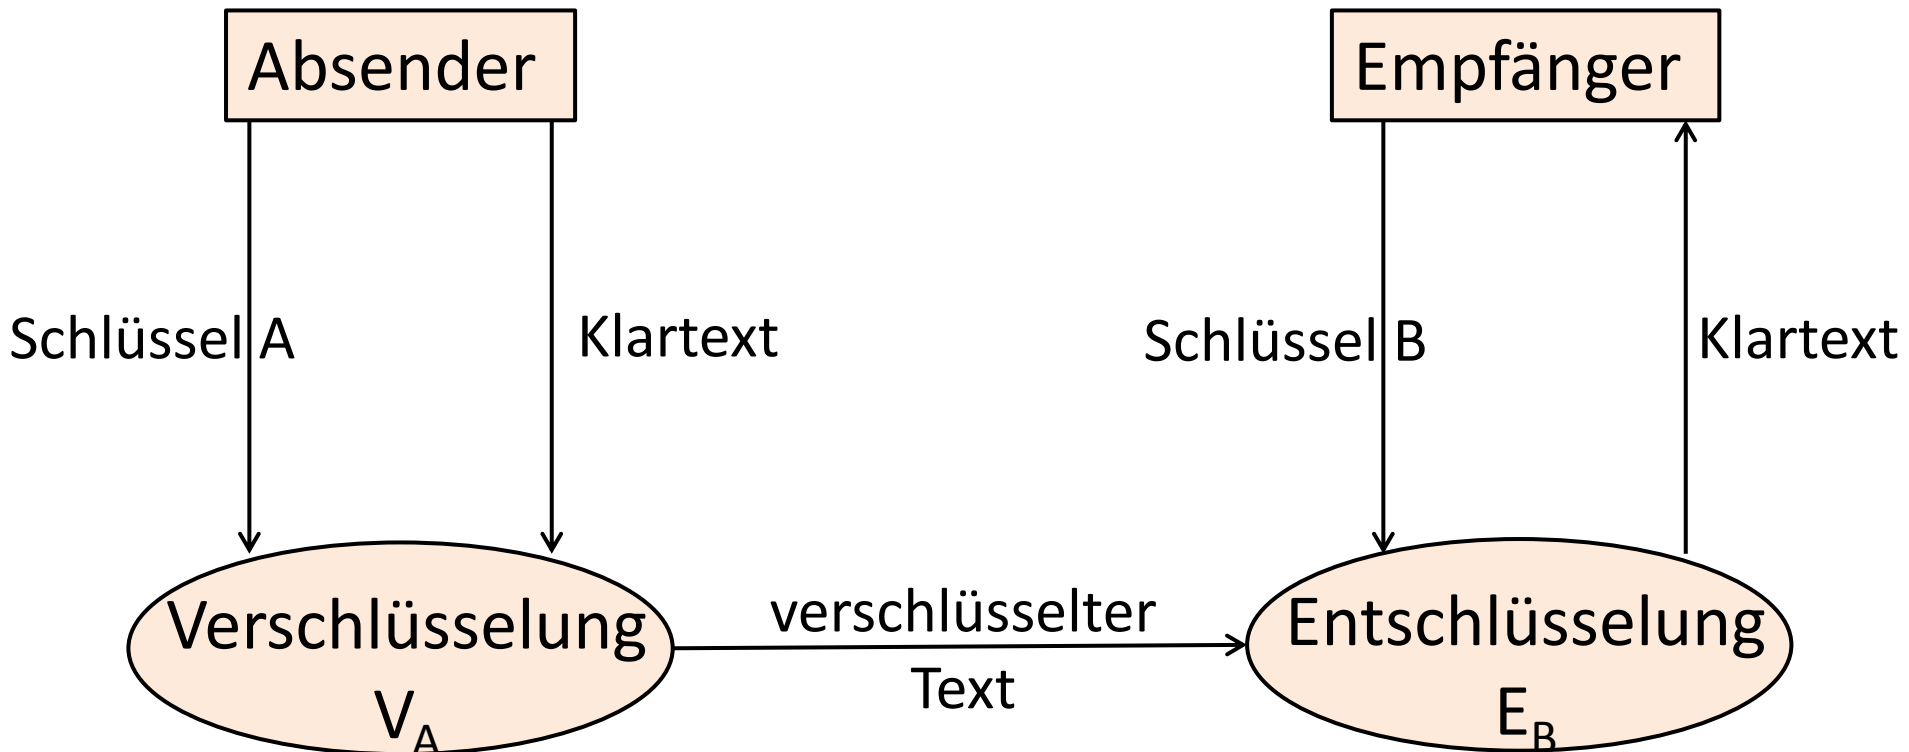 Absender
Empfänger
Schlüssel A
Klartext
Schlüssel B
Klartext
Verschlüsselung
V_A
verschlüsselter
Text
Entschlüsselung
E_B